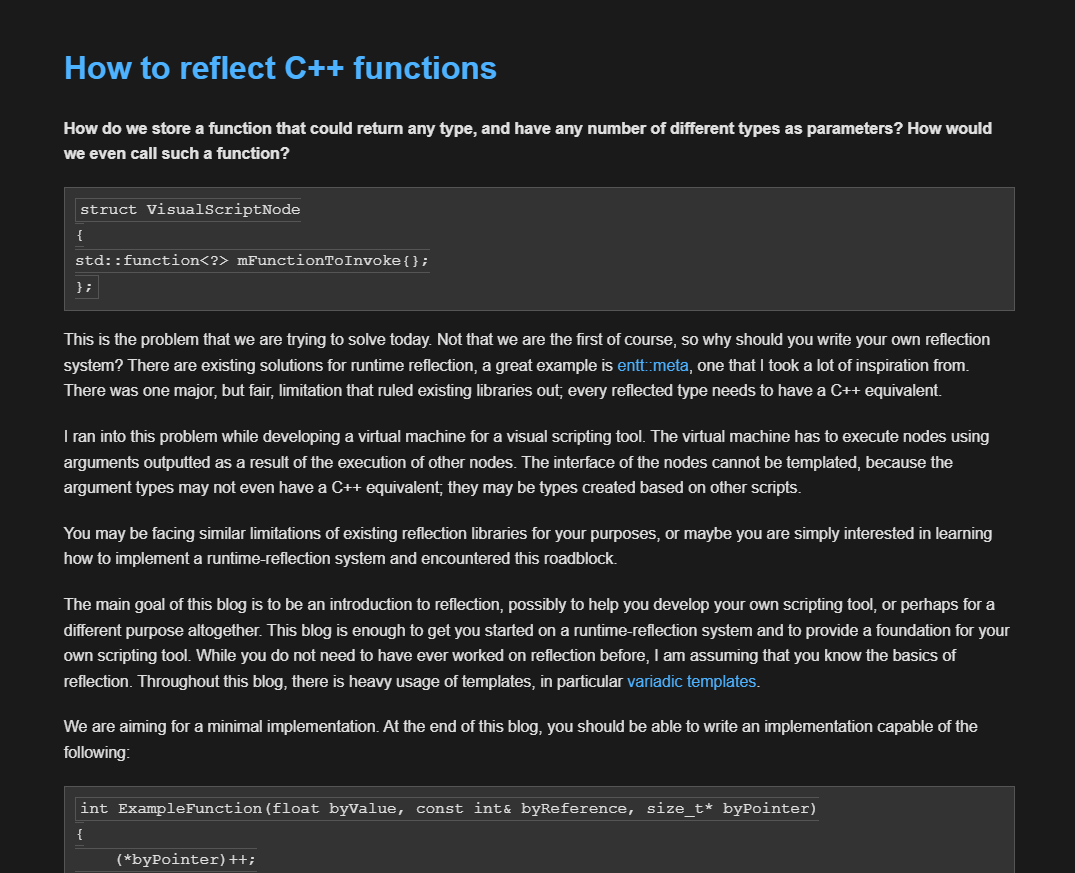 How to reflect C++ functions
How do we store a function that could return any type, and have any number of different types as parameters? How would
we even call such a function?
struct VisualScriptNode
{
std::function<?> mFunctionToInvoke{};
};
This is the problem that we are trying to solve today. Not that we are the first of course, so why should you write your own reflection
system? There are existing solutions for runtime reflection, a great example is entt::meta, one that I took a lot of inspiration from.
There was one major, but fair, limitation that ruled existing libraries out; every reflected type needs to have a C++ equivalent.
I ran into this problem while developing a virtual machine for a visual scripting tool. The virtual machine has to execute nodes using
arguments outputted as a result of the execution of other nodes. The interface of the nodes cannot be templated, because the
argument types may not even have a C++ equivalent; they may be types created based on other scripts.
You may be facing similar limitations of existing reflection libraries for your purposes, or maybe you are simply interested in learning
how to implement a runtime-reflection system and encountered this roadblock.
The main goal of this blog is to be an introduction to reflection, possibly to help you develop your own scripting tool, or perhaps for a
different purpose altogether. This blog is enough to get you started on a runtime-reflection system and to provide a foundation for your
own scripting tool. While you do not need to have ever worked on reflection before, I am assuming that you know the basics of
reflection. Throughout this blog, there is heavy usage of templates, in particular variadic templates.
We are aiming for a minimal implementation. At the end of this blog, you should be able to write an implementation capable of the
following:
int ExampleFunction(float byValue, const int& byReference, size_t* byPointer)
{
    (*byPointer)++;